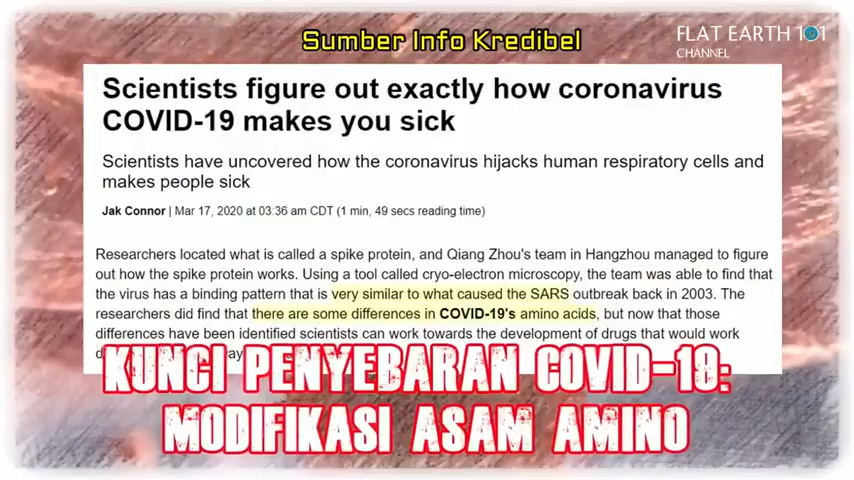 Sumber Info Kredibel
FLAT EARTH 101
CHANNEL
Scientists figure out exactly how coronavirus
COVID-19 makes you sick
Scientists have uncovered how the coronavirus hijacks human respiratory cells and
makes people sick
Jak Connor | Mar 17, 2020 at 03:36 am CDT (1 min, 49 secs reading time)
Researchers located what is called a spike protein, and Qiang Zhou's team in Hangzhou managed to figure
out how the spike protein works. Using a tool called cryo-electron microscopy, the team was able to find that
the virus has a binding pattern that is very similar to what caused the SARS outbreak back in 2003. The
researchers did find that there are some differences in COVID-19's amino acids, but now that those
differences have been identified scientists can work towards the development of drugs that would work
KUNCI PENYEBARAN COVID-19:
MODIFIKASI ASAM AMINO